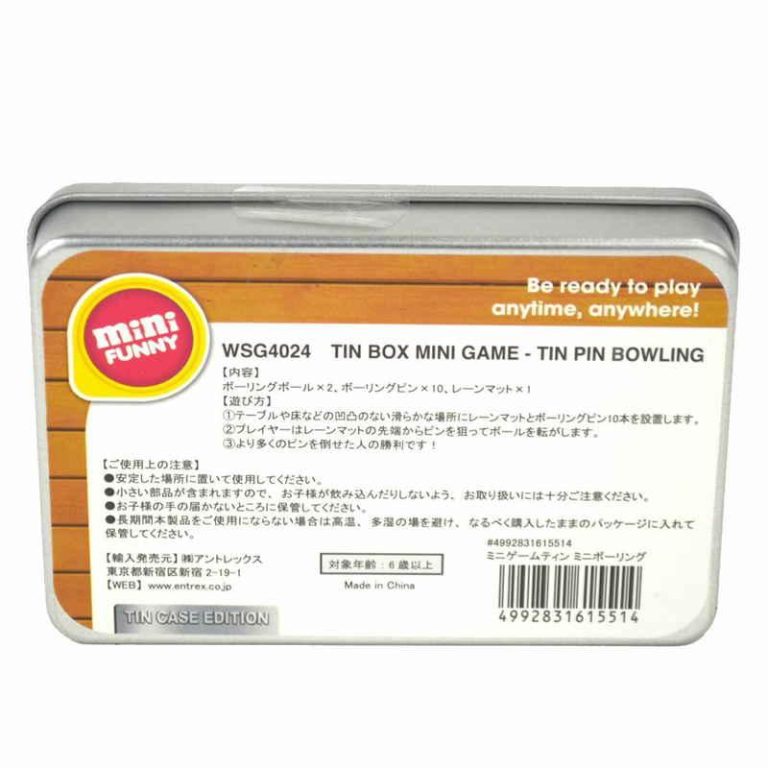 Be ready to play
anytime, anywhere!
mini
FUNNY
WSG4024 TIN BOX MINI GAME - TIN PIN BOWLING
【内容】
ボーリングボール×2、ボーリングピン×10、レーンマット×1
【遊び方】
①テーブルや床などの凹凸のない滑らかな場所にレーンマットとボーリングピン10本を設置します。
②プレイヤーはレーンマットの先端からピンを狙ってボールを転がします。
③より多くのピンを倒せた人の勝利です！
【ご使用上の注意】
●安定した場所に置いて使用してください。
●小さい部品が含まれますので、お子様が飲み込んだりしないよう、お取り扱いには十分ご注意ください。
●お子様の手の届かないところに保管してください。
●長期間本製品をご使用にならない場合は高温、多湿の場を避け、なるべく購入したままのパッケージに入れて
保管してください。
【輸入発売元】㈱アントレックス
東京都新宿区新宿 2-19-1
【WEB】www.entrex.co.jp
対象年齢：6歳以上
Made in China
#4992831615514
ミニゲームティン ミニボーリング
4992831615514
TIN CASE EDITION